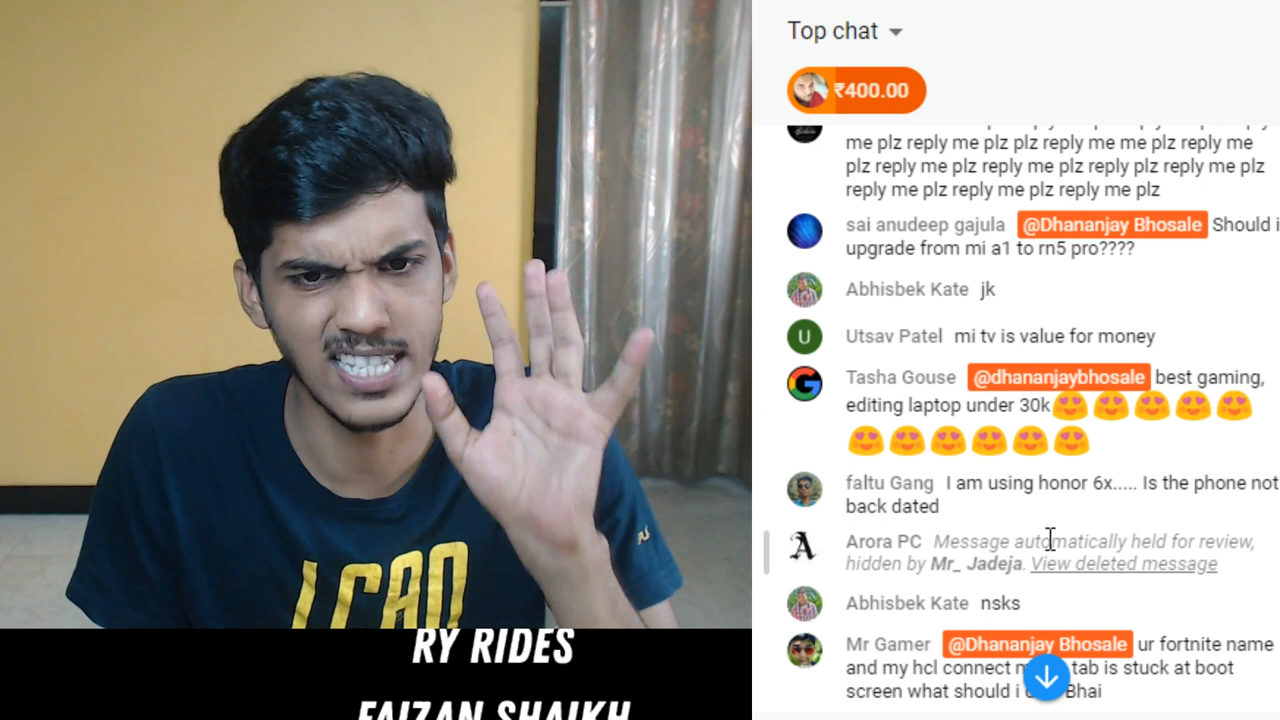 Top chat
₹400.00
me plz reply me plz plz reply me me plz reply me
plz reply me plz reply me plz reply plz reply me plz
reply me plz reply me plz reply me plz
sai anudeep gajula @Dhananjay Bhosale Should i
upgrade from mi a1 to rn5 pro????
Abhisbek Kate jk
U Utsav Patel mi tv is value for money
Tasha Gouse @dhananjaybhosale best gaming,
editing laptop under 30k
faltu Gang I am using honor 6x..... Is the phone not
back dated
A Arora PC Message automatically held for review,
hidden by Mr_ Jadeja. View deleted message
Abhisbek Kate nsks
Mr Gamer @Dhananjay Bhosale ur fortnite name
and my hcl connect tab is stuck at boot
screen what should i Bhai
RY RIDES
FAIZAN SHAIKH